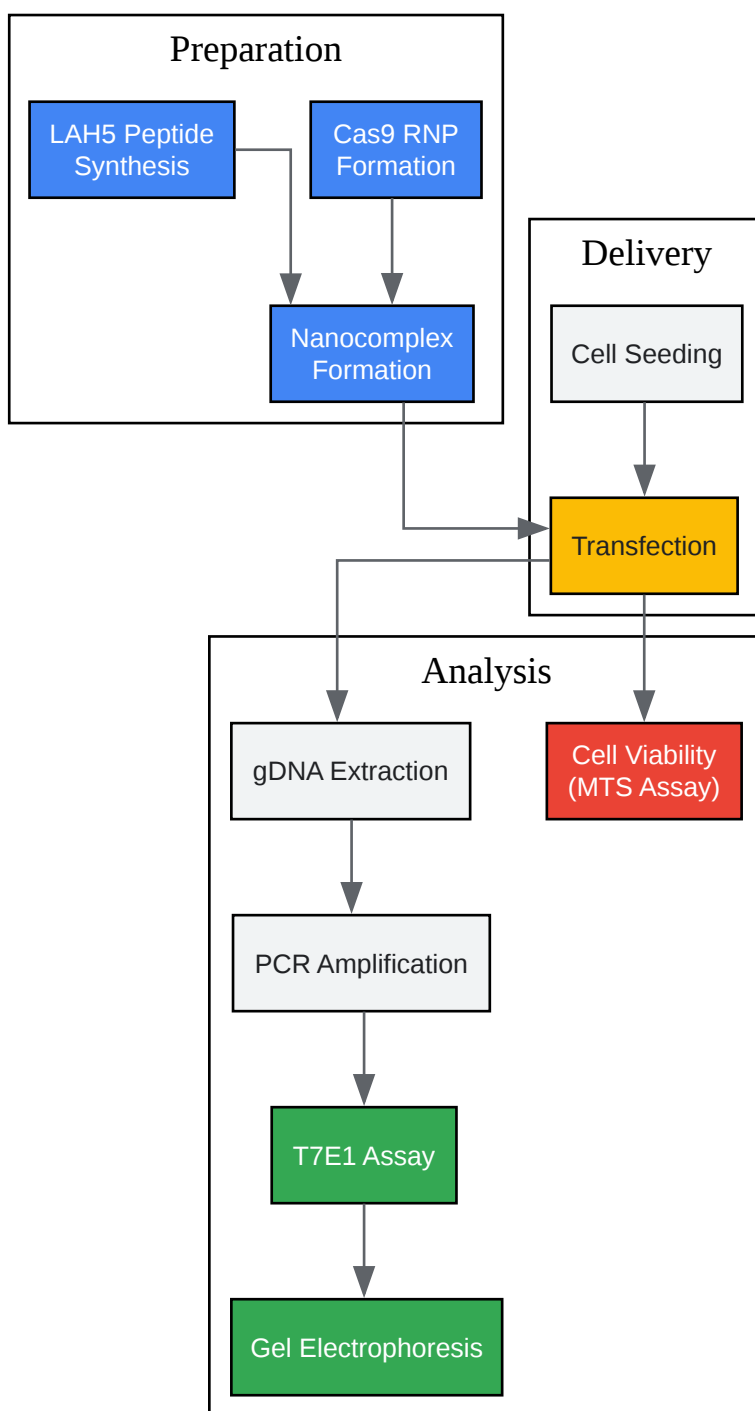 Preparation
LAH5 Peptide
Synthesis
Cas9 RNP
Formation
Nanocomplex
Formation
Delivery
Cell Seeding
Transfection
Analysis
gDNA Extraction
Cell Viability
(MTS Assay)
PCR Amplification
T7E1 Assay
Gel Electrophoresis